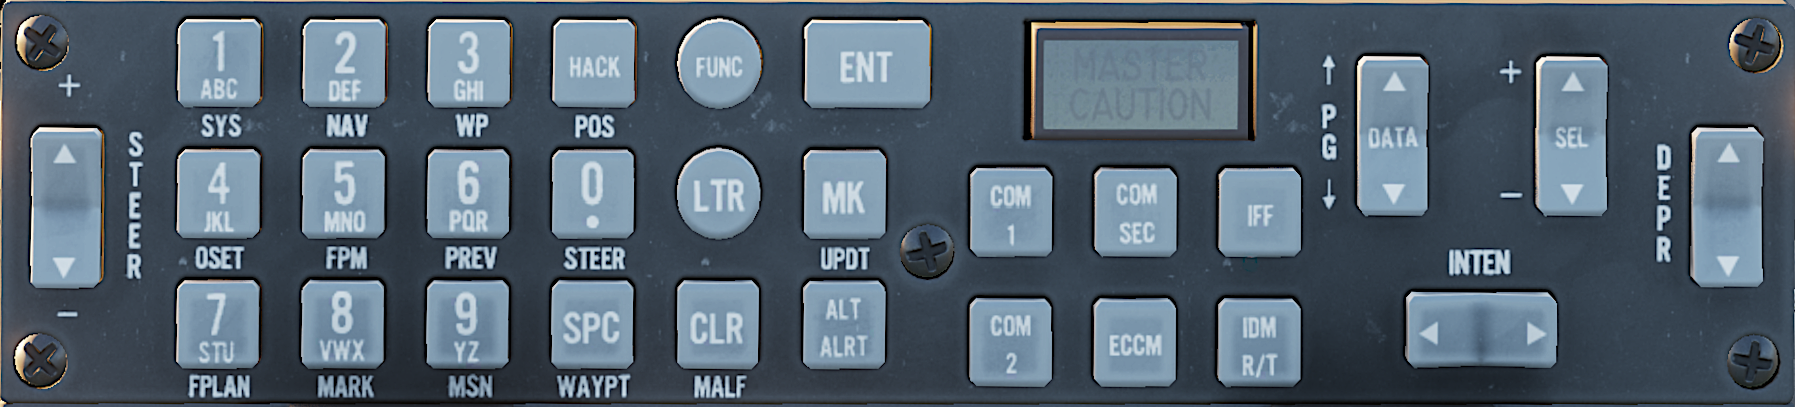 +
STEER
-
1
ABC
SYS
2
DEF
NAV
3
GHI
WP
HACK
POS
FUNC
ENT
4
JKL
OSET
5
MNO
FPM
6
PQR
PREV
0
•
STEER
LTR
MK
UPDT
7
STU
FPLAN
8
VWX
MARK
9
YZ
MSN
SPC
WAYPT
CLR
MALF
ALT
ALRT
MASTER
CAUTION
COM
1
COM
SEC
IFF
COM
2
ECCM
IDM
R/T
↑
PG
↓
DATA
+
-
SEL
INTEN
DEPR